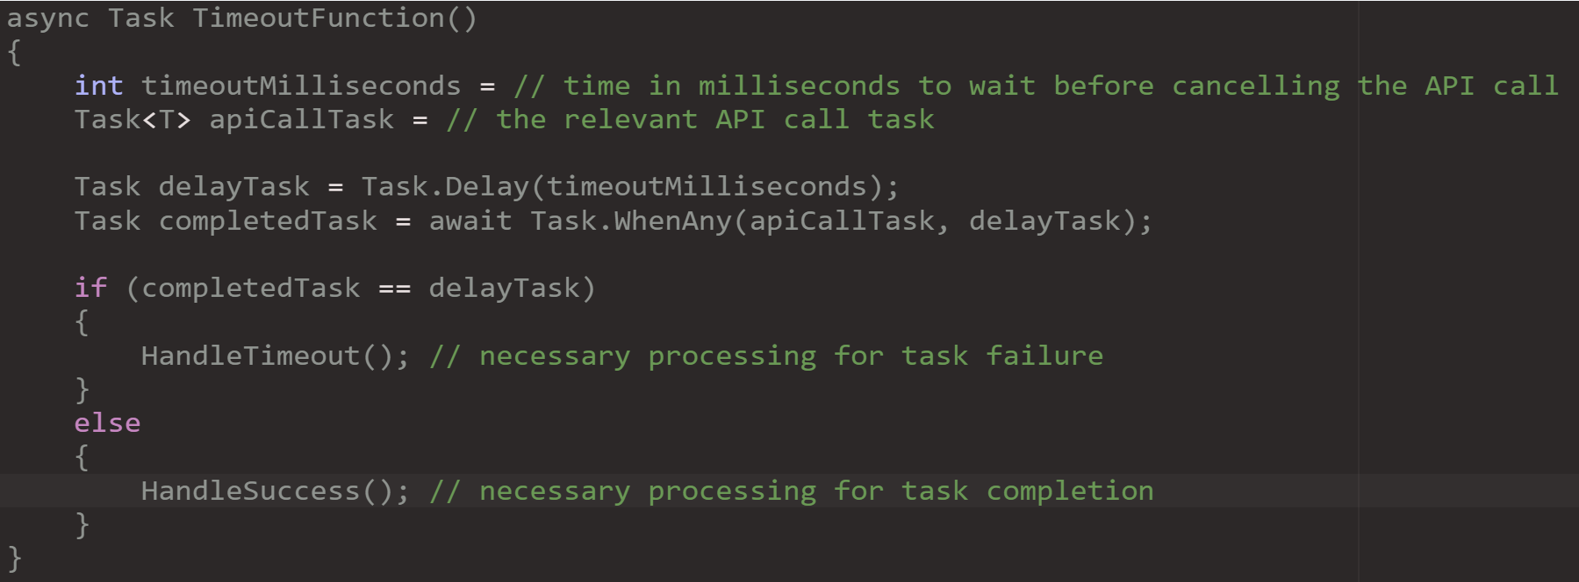 async Task TimeoutFunction()
{
    int timeoutMilliseconds = // time in milliseconds to wait before cancelling the API call
    Task<T> apiCallTask = // the relevant API call task

    Task delayTask = Task.Delay(timeoutMilliseconds);
    Task completedTask = await Task.WhenAny(apiCallTask, delayTask);

    if (completedTask == delayTask)
    {
        HandleTimeout(); // necessary processing for task failure
    }
    else
    {
        HandleSuccess(); // necessary processing for task completion
    }
}